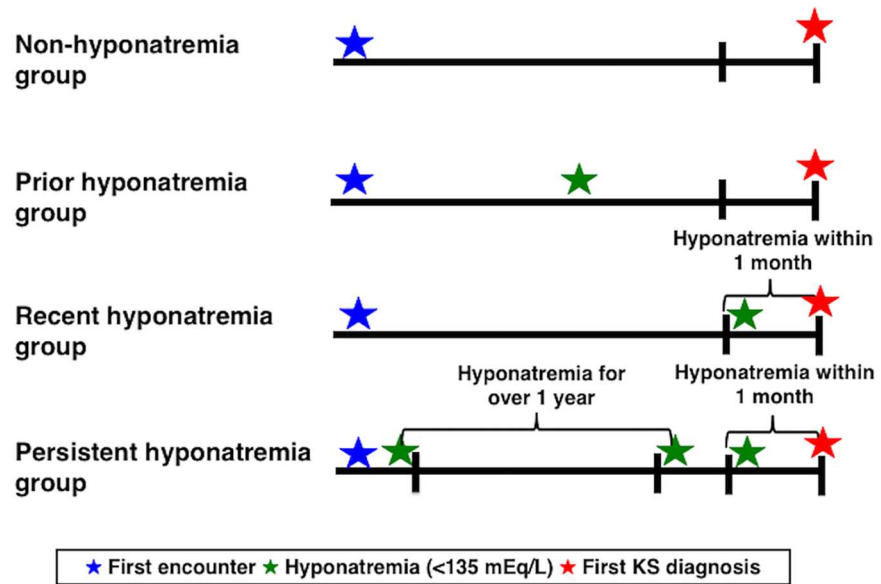 Non-hyponatremia
group
Prior hyponatremia
group
Hyponatremia within
1 month
Recent hyponatremia
group
Hyponatremia for
over 1 year
Hyponatremia within
1 month
Persistent hyponatremia
group
First encounter Hyponatremia (<135 mEq/L) First KS diagnosis